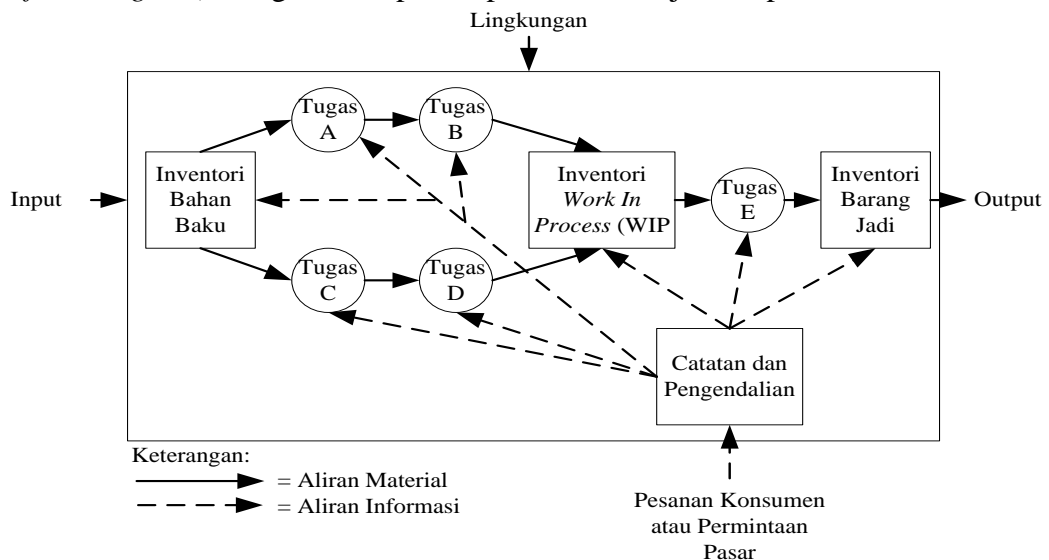 Lingkungan
Tugas
A
Tugas
B
Inventori
Bahan
Baku
Input
Inventori
Work In
Process (WIP
Tugas
E
Inventori
Barang
Jadi
Output
Tugas
C
Tugas
D
Catatan dan
Pengendalian
Keterangan:
= Aliran Material
= Aliran Informasi
Pesanan Konsumen
atau Permintaan
Pasar